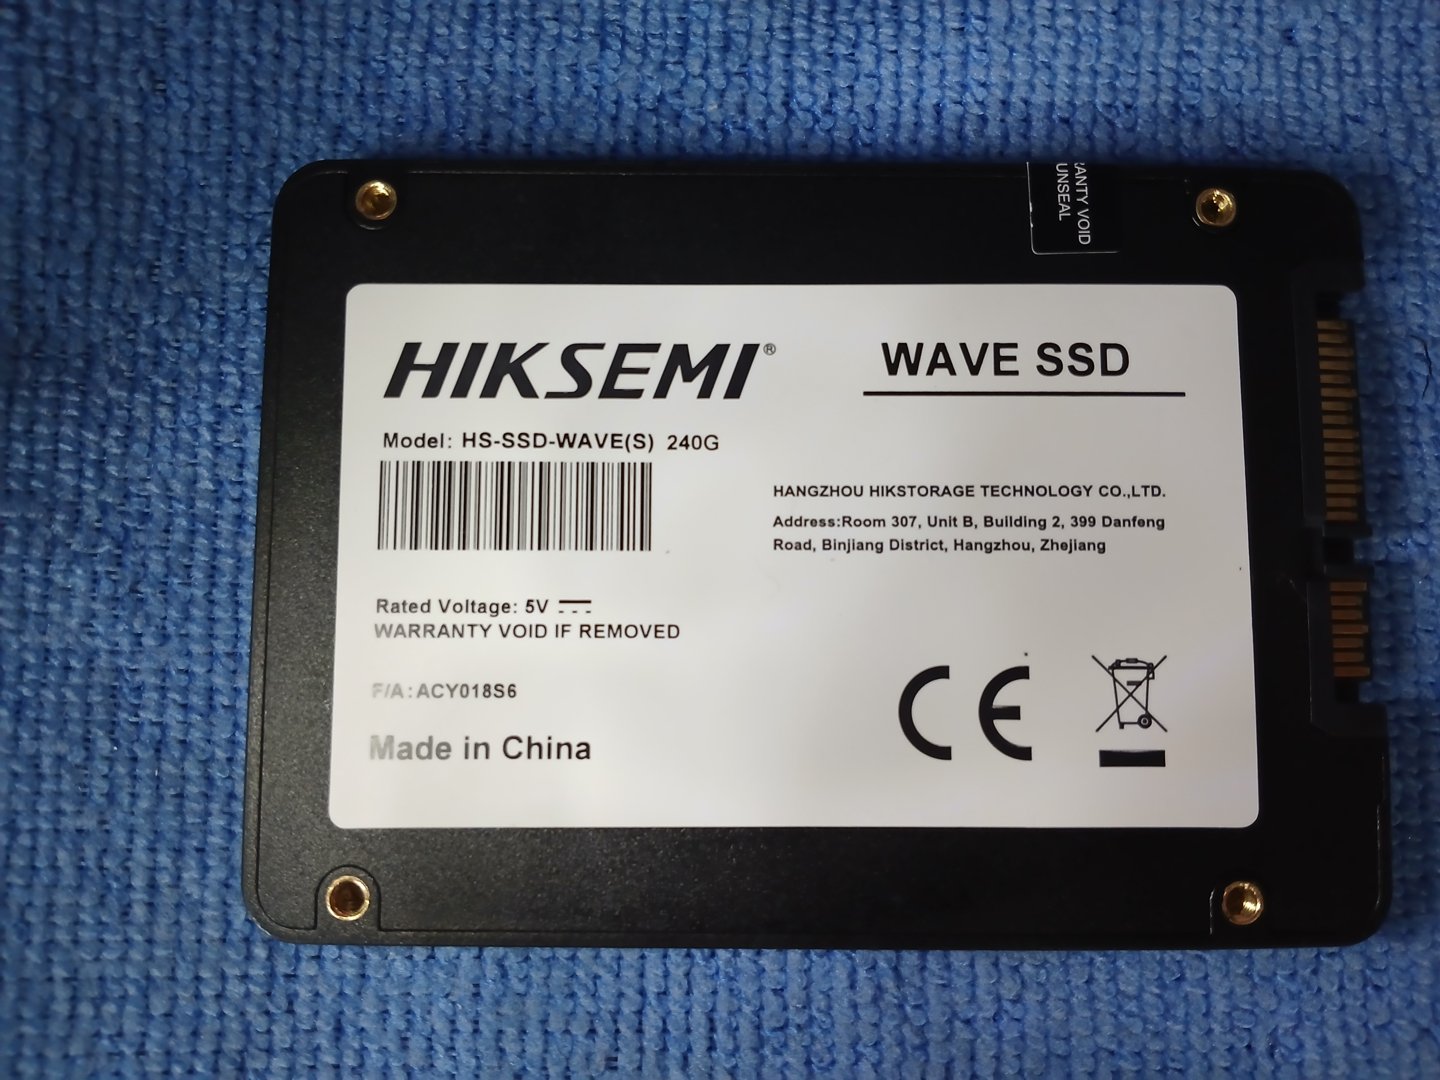 RANTY VOID
UNSEAL
HIKSEMI®
WAVE SSD
Model: HS-SSD-WAVE(S) 240G
HANGZHOU HIKSTORAGE TECHNOLOGY CO.,LTD.
Address:Room 307, Unit B, Building 2, 399 Danfeng
Road, Binjiang District, Hangzhou, Zhejiang
Rated Voltage: 5V
WARRANTY VOID IF REMOVED
F/A: ACY018S6
Made in China
CE